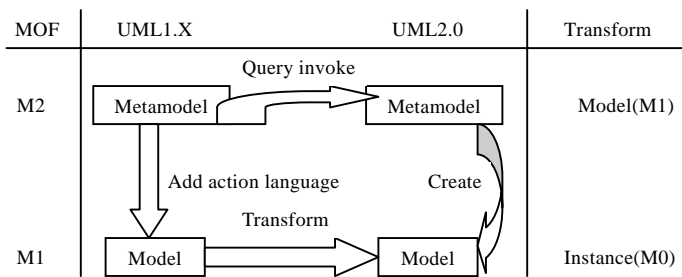 MOF UML1.X UML2.0 Transform
Query invoke
M2 Metamodel Metamodel Model(M1)
Add action language Create
Transform
M1 Model Model Instance(M0)